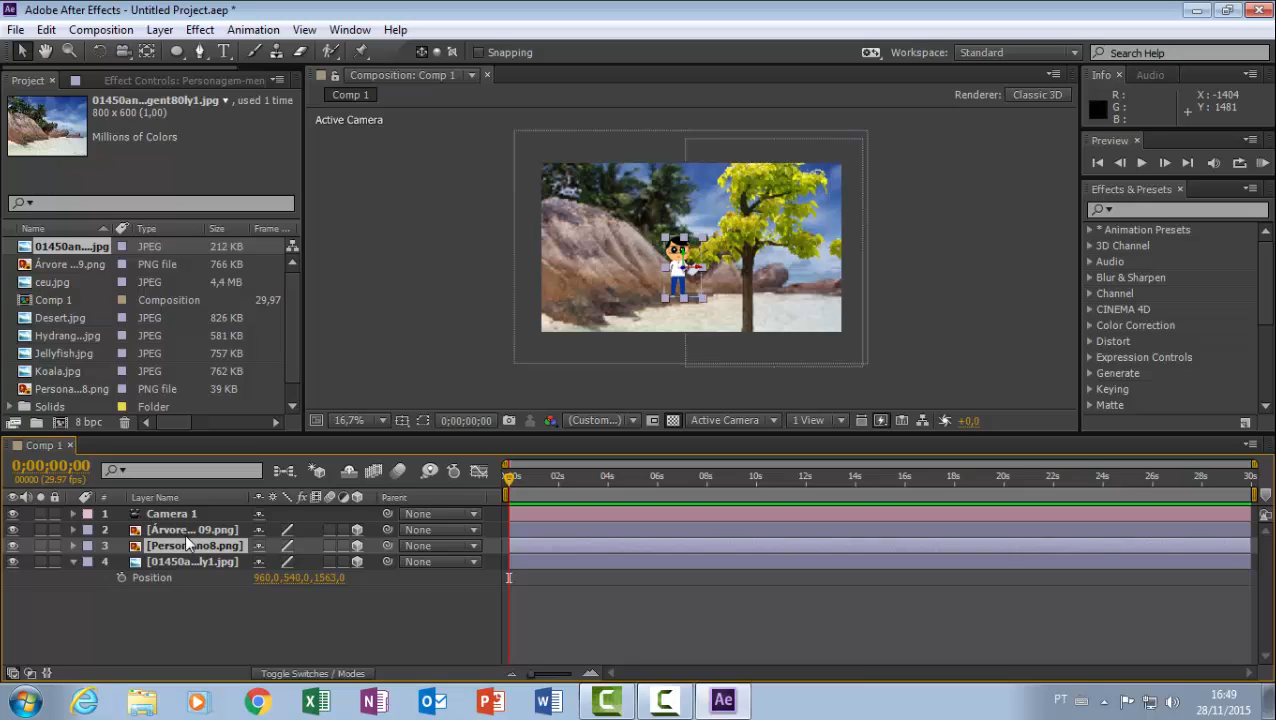 Adobe After Effects - Untitled Project.aep *
File Edit Composition Layer Effect Animation View Window Help
Snapping
Workspace: Standard
Search Help
Project Effect Controls: Personagem-men
Composition: Comp 1
Info Audio
Comp 1
Renderer: Classic 3D
R: X: -1404
G: Y: 1481
B:
Active Camera
01450an...gent80ly1.jpg , used 1 time
800 x 600 (1,00)
Millions of Colors
Preview
Effects & Presets
Name Type Size Frame ...
01450an....jpg JPEG 212 KB
Árvore ...9.png PNG file 766 KB
ceu.jpg JPEG 4,4 MB
Comp 1 Composition 29,97
Desert.jpg JPEG 826 KB
Hydrang...jpg JPEG 581 KB
Jellyfish.jpg JPEG 757 KB
Koala.jpg JPEG 762 KB
Persona...8.png PNG file 39 KB
Solids Folder
8 bpc
* Animation Presets
3D Channel
Audio
Blur & Sharpen
Channel
CINEMA 4D
Color Correction
Distort
Expression Controls
Generate
Keying
Matte
16,7% 0;00;00;00 (Custom...) Active Camera 1 View +0,0
Comp 1
0;00;00;00
00000 (29.97 fps)
:00s 02s 04s 06s 08s 10s 12s 14s 16s 18s 20s 22s 24s 26s 28s 30s
# Layer Name Parent
1 Camera 1 None
2 [Árvore... 09.png] None
3 [Person...no8.png] None
4 [01450a...ly1.jpg] None
Position 960,0,540,0,1563,0
Toggle Switches / Modes
PT
16:49
28/11/2015